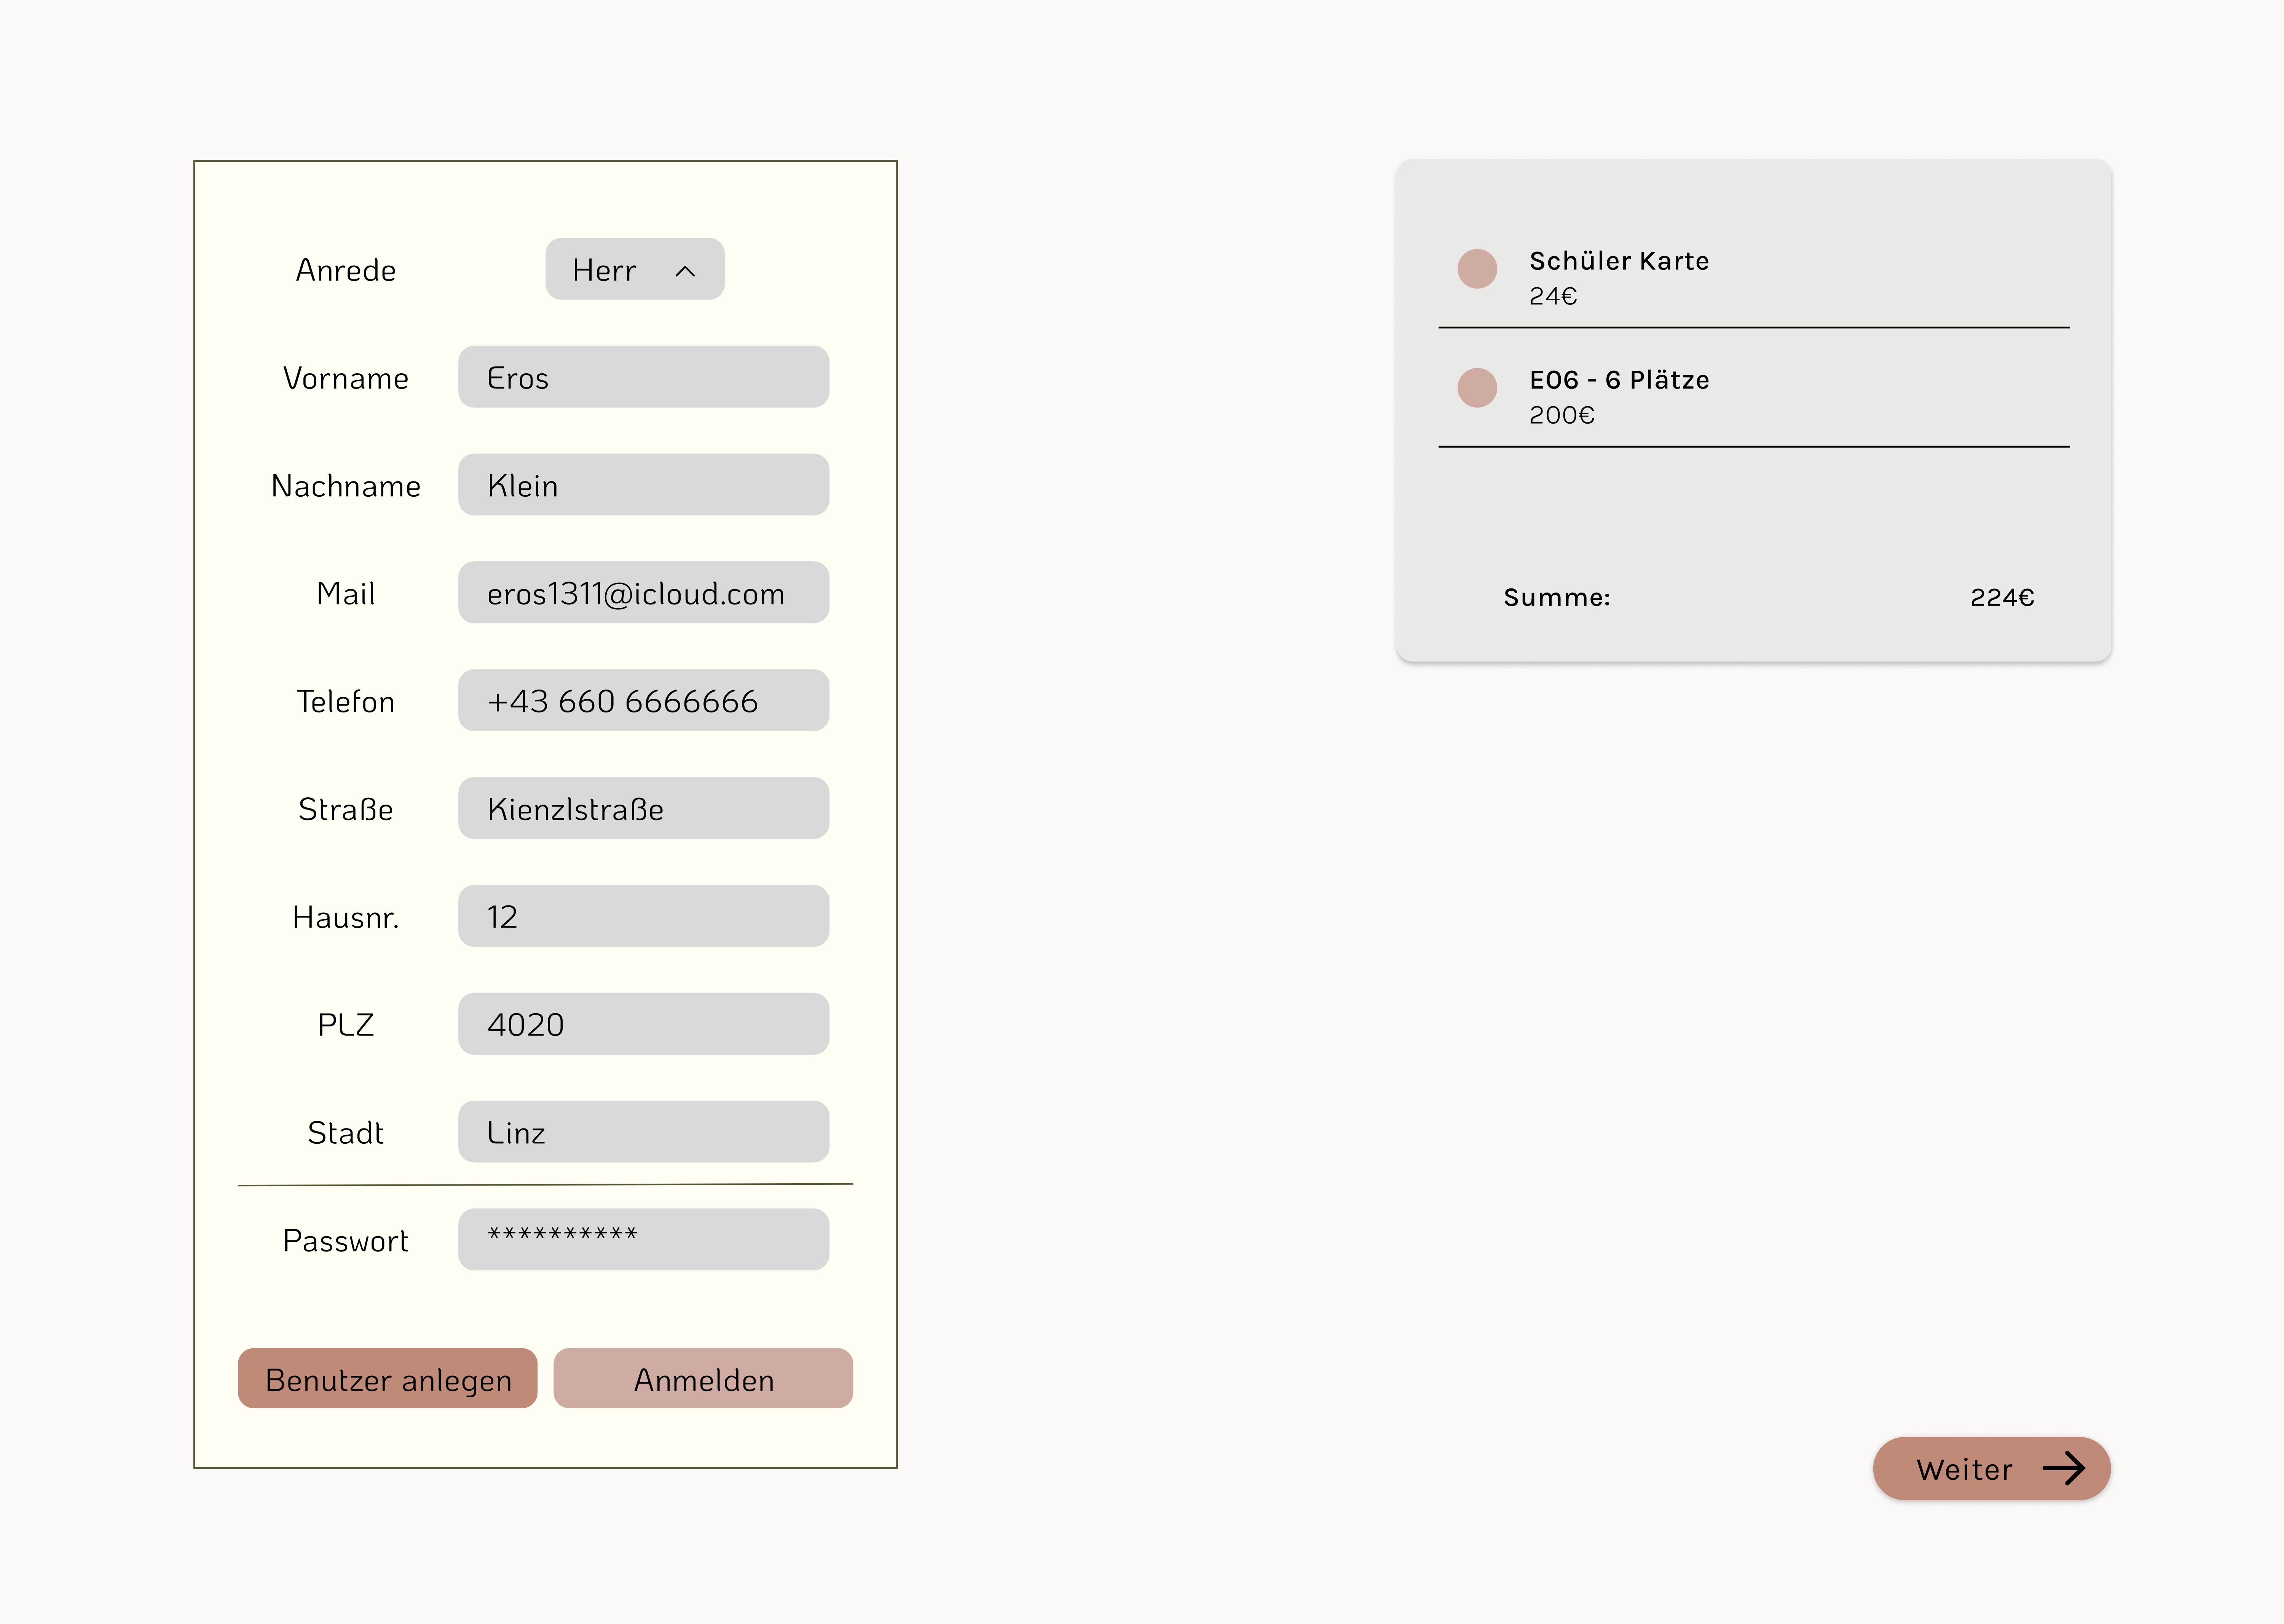 Anrede Herr
Vorname Eros
Nachname Klein
Mail eros1311@icloud.com
Telefon +43 660 6666666
Straße Kienzlstraße
Hausnr. 12
PLZ 4020
Stadt Linz
Passwort **********
Benutzer anlegen Anmelden
Schüler Karte
24€
E06 - 6 Plätze
200€
Summe: 224€
Weiter